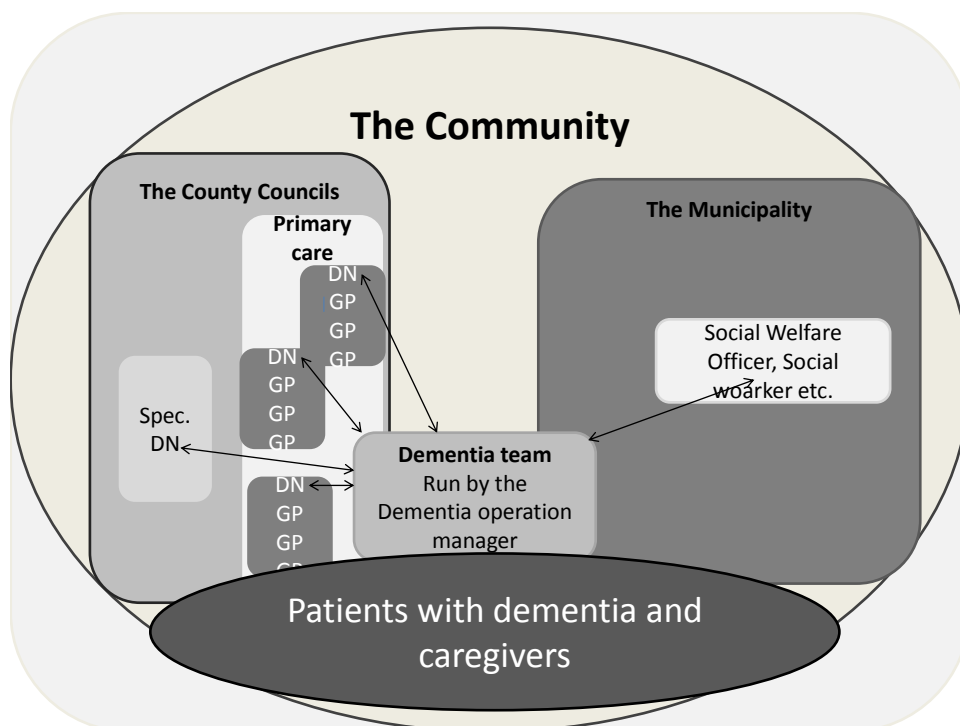 The Community
The County Councils
Primary
care
DN
GP
GP
GP
DN
GP
GP
GP
DN
GP
GP
GP
Spec.
DN
Dementia team
Run by the
Dementia operation
manager
The Municipality
Social Welfare
Officer, Social
woarker etc.
Patients with dementia and
caregivers